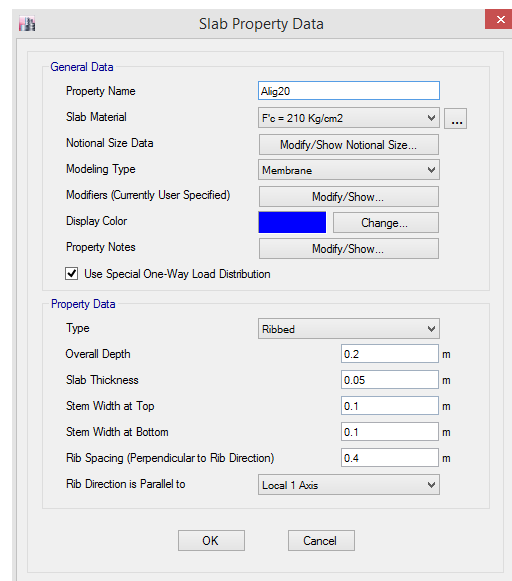 Slab Property Data
General Data
Property Name Alig20
Slab Material F'c = 210 Kg/cm2 ...
Notional Size Data Modify/Show Notional Size...
Modeling Type Membrane
Modifiers (Currently User Specified) Modify/Show...
Display Color Change...
Property Notes Modify/Show...
Use Special One-Way Load Distribution
Property Data
Type Ribbed
Overall Depth 0.2 m
Slab Thickness 0.05 m
Stem Width at Top 0.1 m
Stem Width at Bottom 0.1 m
Rib Spacing (Perpendicular to Rib Direction) 0.4 m
Rib Direction is Parallel to Local 1 Axis
OK Cancel